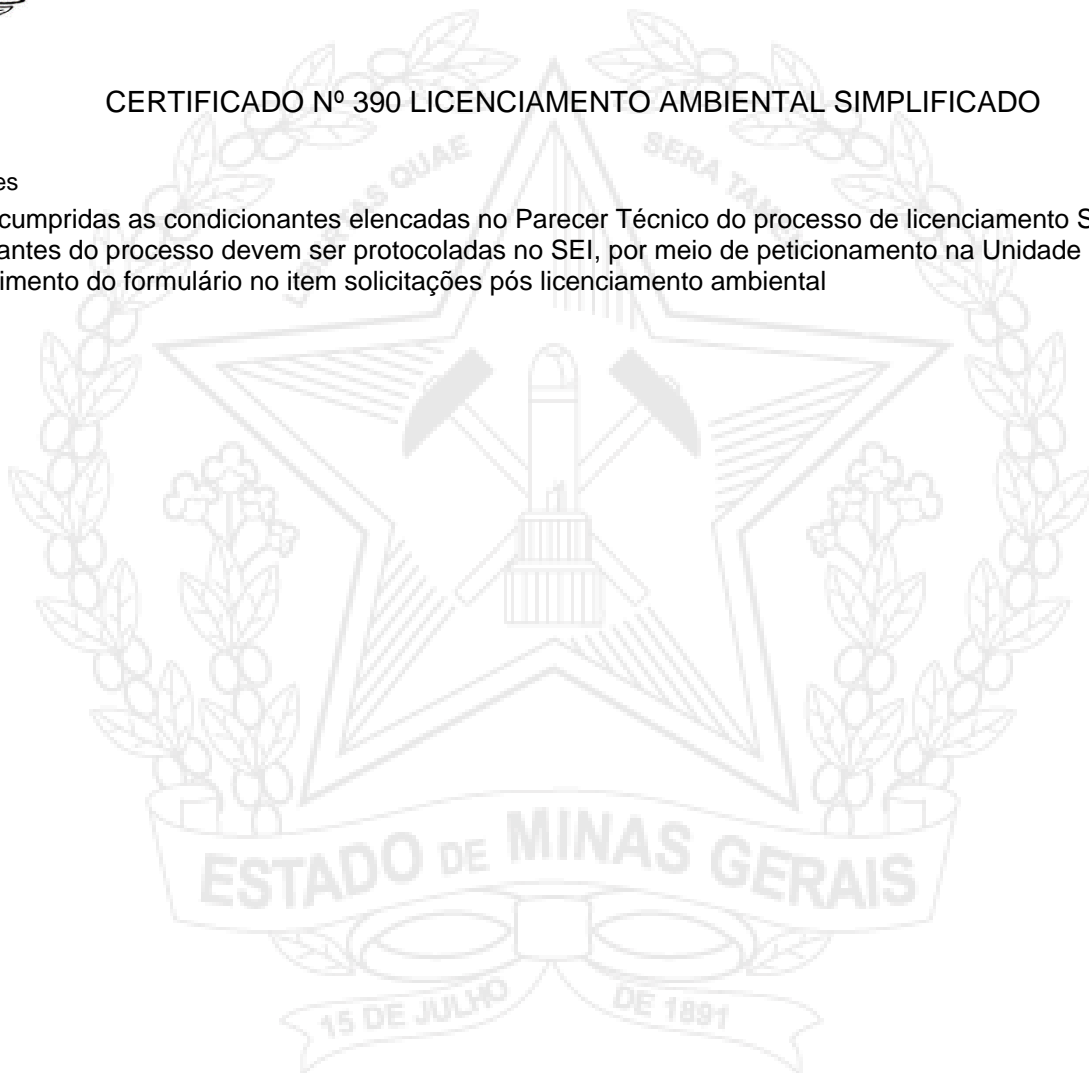 CERTIFICADO Nº 390 LICENCIAMENTO AMBIENTAL SIMPLIFICADO
es
cumpridas as condicionantes elencadas no Parecer Técnico do processo de licenciamento S
antes do processo devem ser protocoladas no SEI, por meio de peticionamento na Unidade
imento do formulário no item solicitações pós licenciamento ambiental
QUAE SERA
ESTADO DE MINAS GERAIS
15 DE JULHO DE 1891